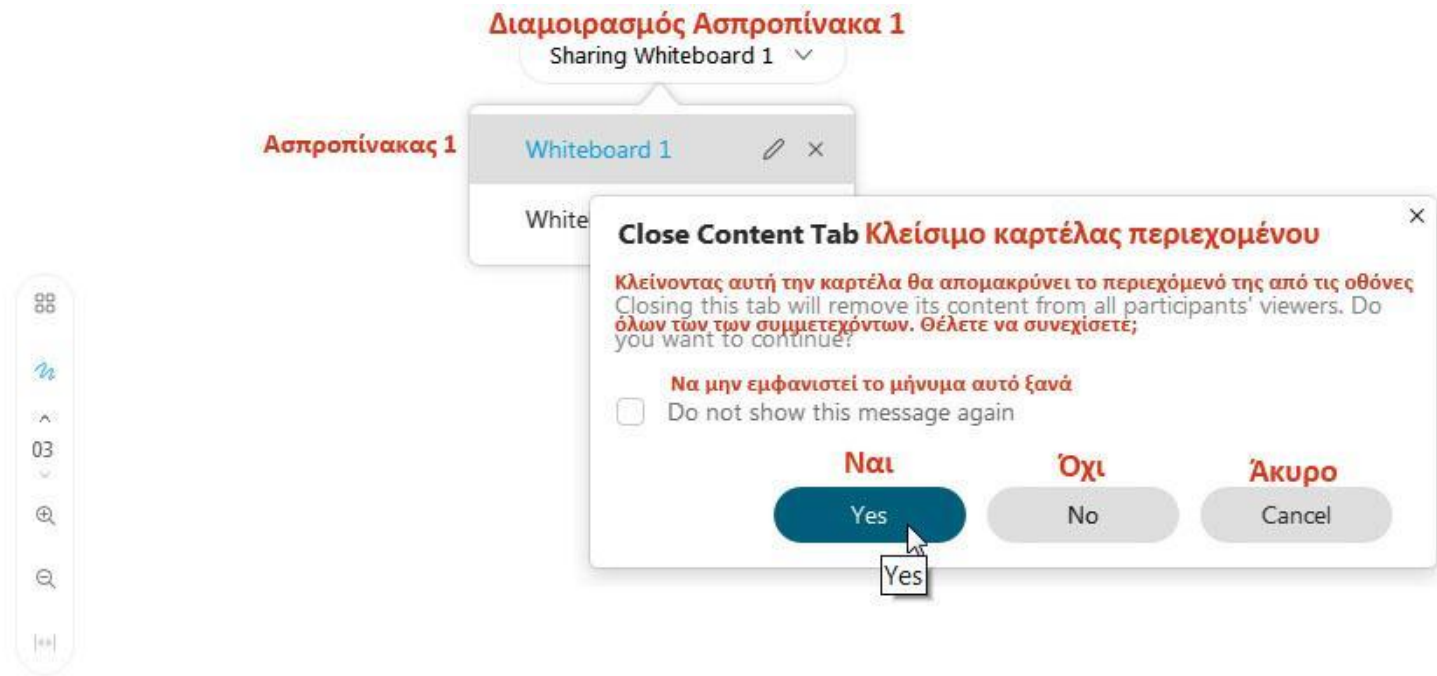 Διαμοιρασμός Ασπροπίνακα 1
Sharing Whiteboard 1
Ασπροπίνακας 1
Whiteboard 1
White
Close Content Tab Κλείσιμο καρτέλας περιεχομένου
Κλείνοντας αυτή την καρτέλα θα απομακρύνει το περιεχόμενό της από τις οθόνες
Closing this tab will remove its content from all participants' viewers. Do
όλων των των συμμετεχόντων. Θέλετε να συνεχίσετε;
you want to continue?
Να μην εμφανιστεί το μήνυμα αυτό ξανά
Do not show this message again
Ναι Όχι Άκυρο
Yes No Cancel
Yes
03